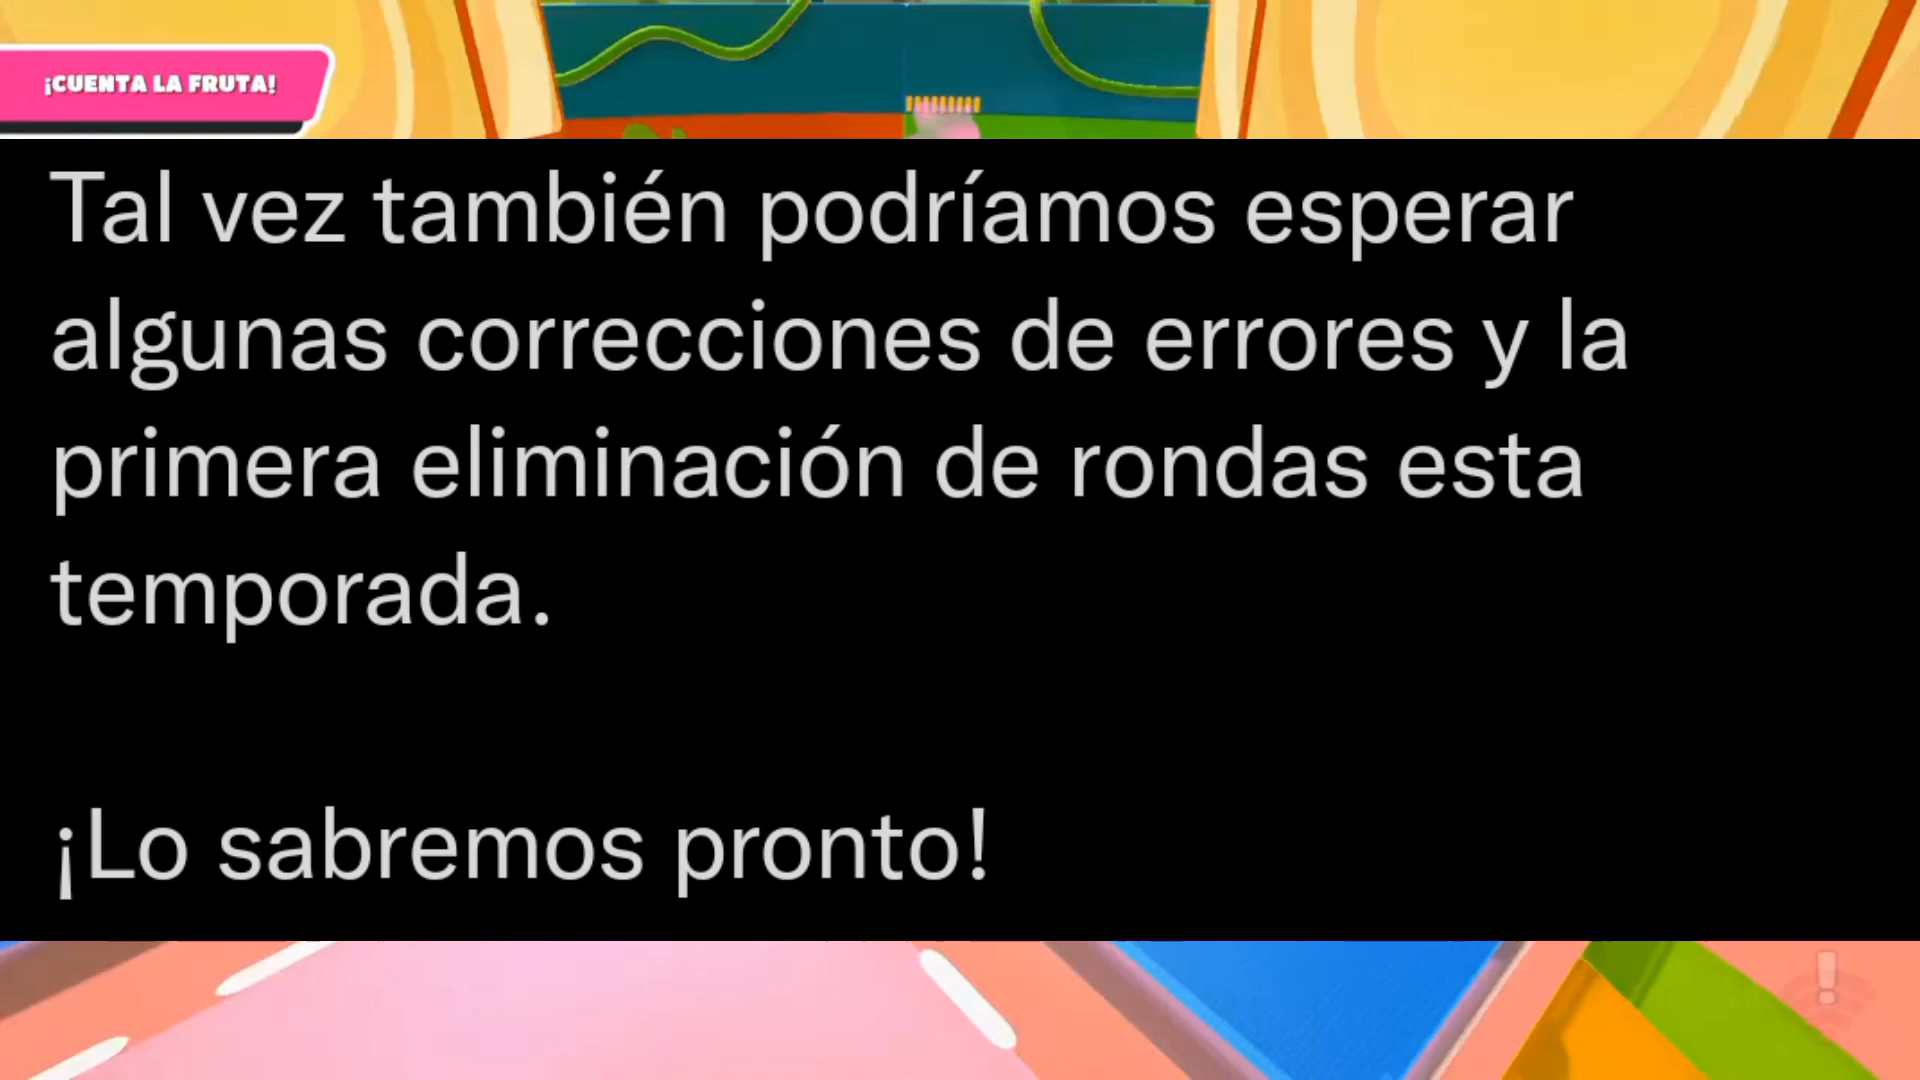 ¡CUENTA LA FRUTA!
Tal vez también podríamos esperar
algunas correcciones de errores y la
primera eliminación de rondas esta
temporada.
¡Lo sabremos pronto!